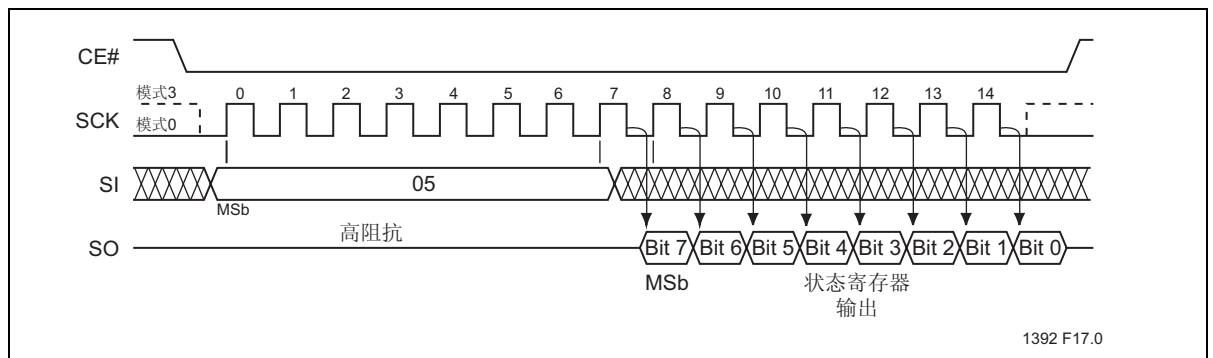 CE#
模式3
0 1 2 3 4 5 6 7 8 9 10 11 12 13 14
SCK
模式0
SI
05
MSb
高阻抗
SO
Bit 7 Bit 6 Bit 5 Bit 4 Bit 3 Bit 2 Bit 1 Bit 0
MSb
状态寄存器
输出
1392 F17.0